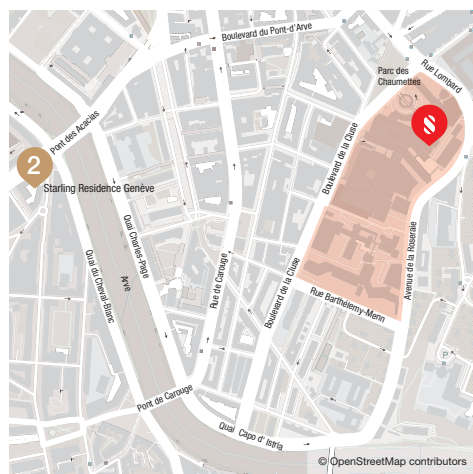 Boulevard du Pont-d'Arve
Rue Lombard
Parc des
Chaumettes
Pont des Acacias
Boulevard de la Cluse
2
Starling Residence Genève
Quai Charles-Page
Quai du Cheval-Blanc
Arve
Rue de Carouge
Boulevard de la Cluse
Avenue de la Roseraie
Rue Barthélemy-Menn
P
Pont de Carouge
Quai Capo d' Istria
© OpenStreetMap contributors